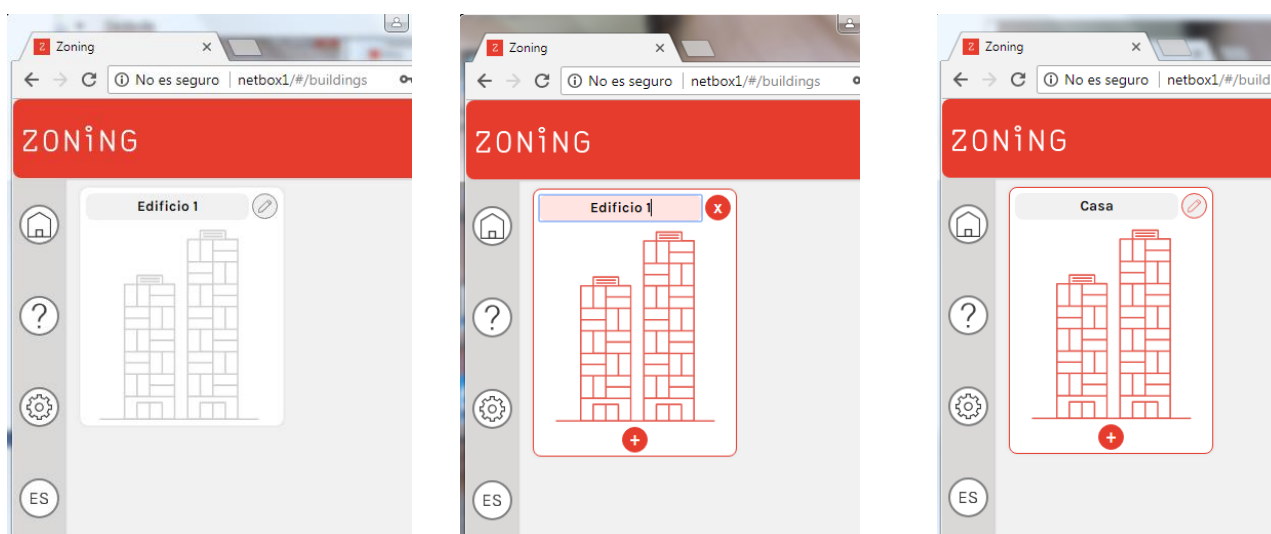 Z Zoning
No es seguro netbox1/#/buildings
ZONiNG
Edificio 1
?
ES
Z Zoning
No es seguro netbox1/#/buildings
ZONiNG
Edificio 1 X
+
?
ES
Z Zoning
No es seguro netbox1/#/build
ZONiNG
Casa
+
?
ES